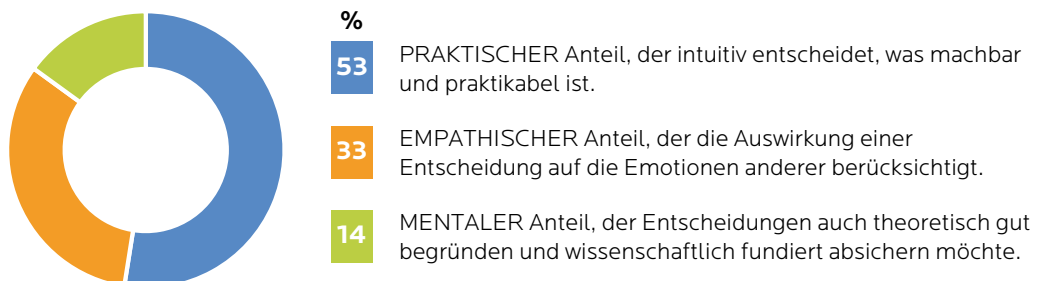 %
53
PRAKTISCHER Anteil, der intuitiv entscheidet, was machbar
und praktikabel ist.
33
EMPATHISCHER Anteil, der die Auswirkung einer
Entscheidung auf die Emotionen anderer berücksichtigt.
14
MENTALER Anteil, der Entscheidungen auch theoretisch gut
begründen und wissenschaftlich fundiert absichern möchte.